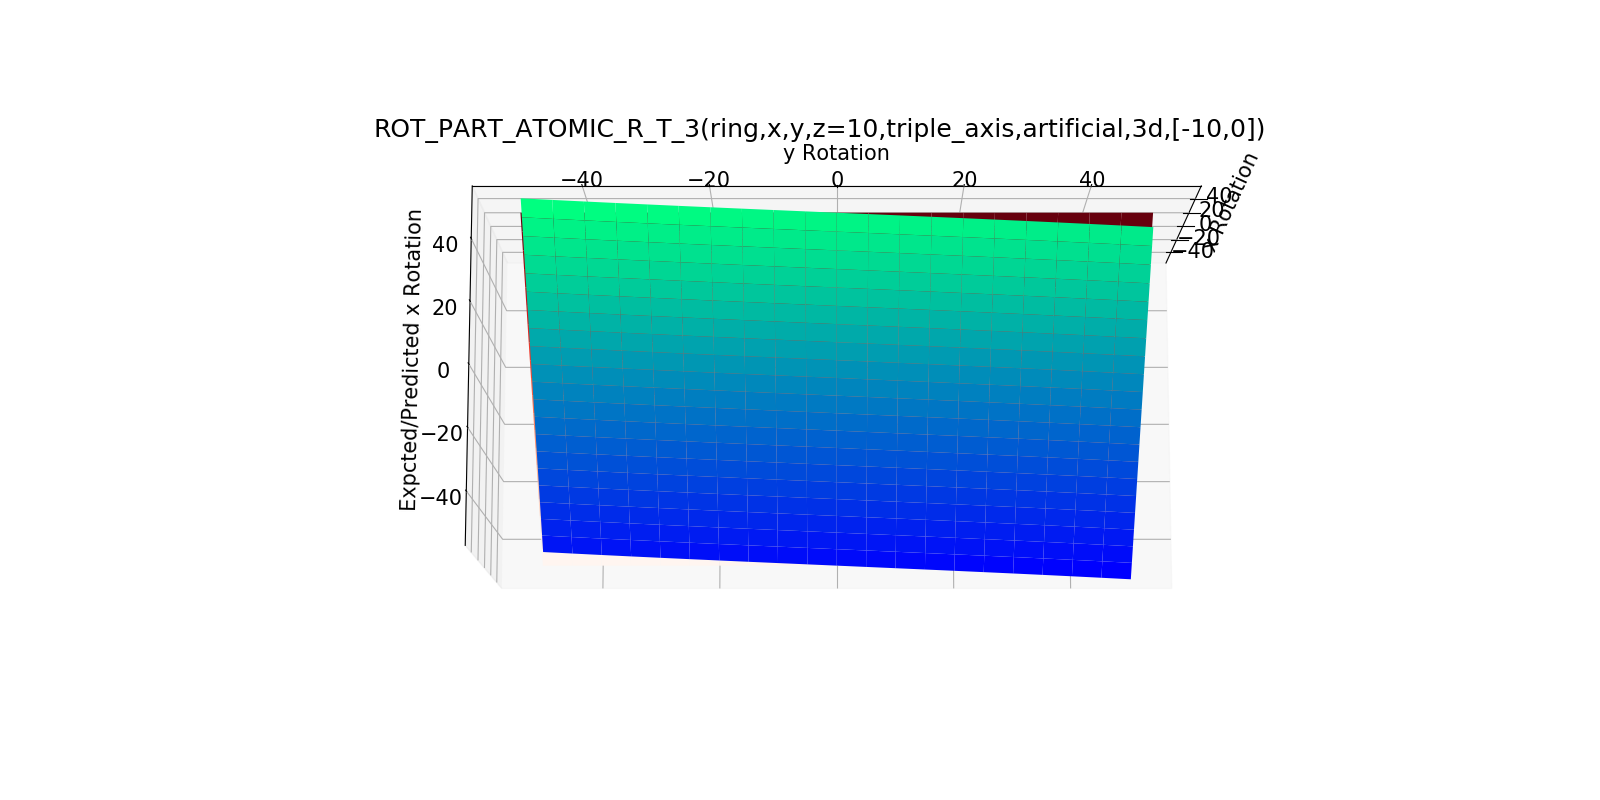 ROT_PART_ATOMIC_R_T_3(ring,x,y,z=10,triple_axis,artificial,3d,[-10,0])
y Rotation
−40 −20 0 20 40
40
20
0
−20
−40
x Rotation
40
20
0
−20
−40
Expcted/Predicted x Rotation